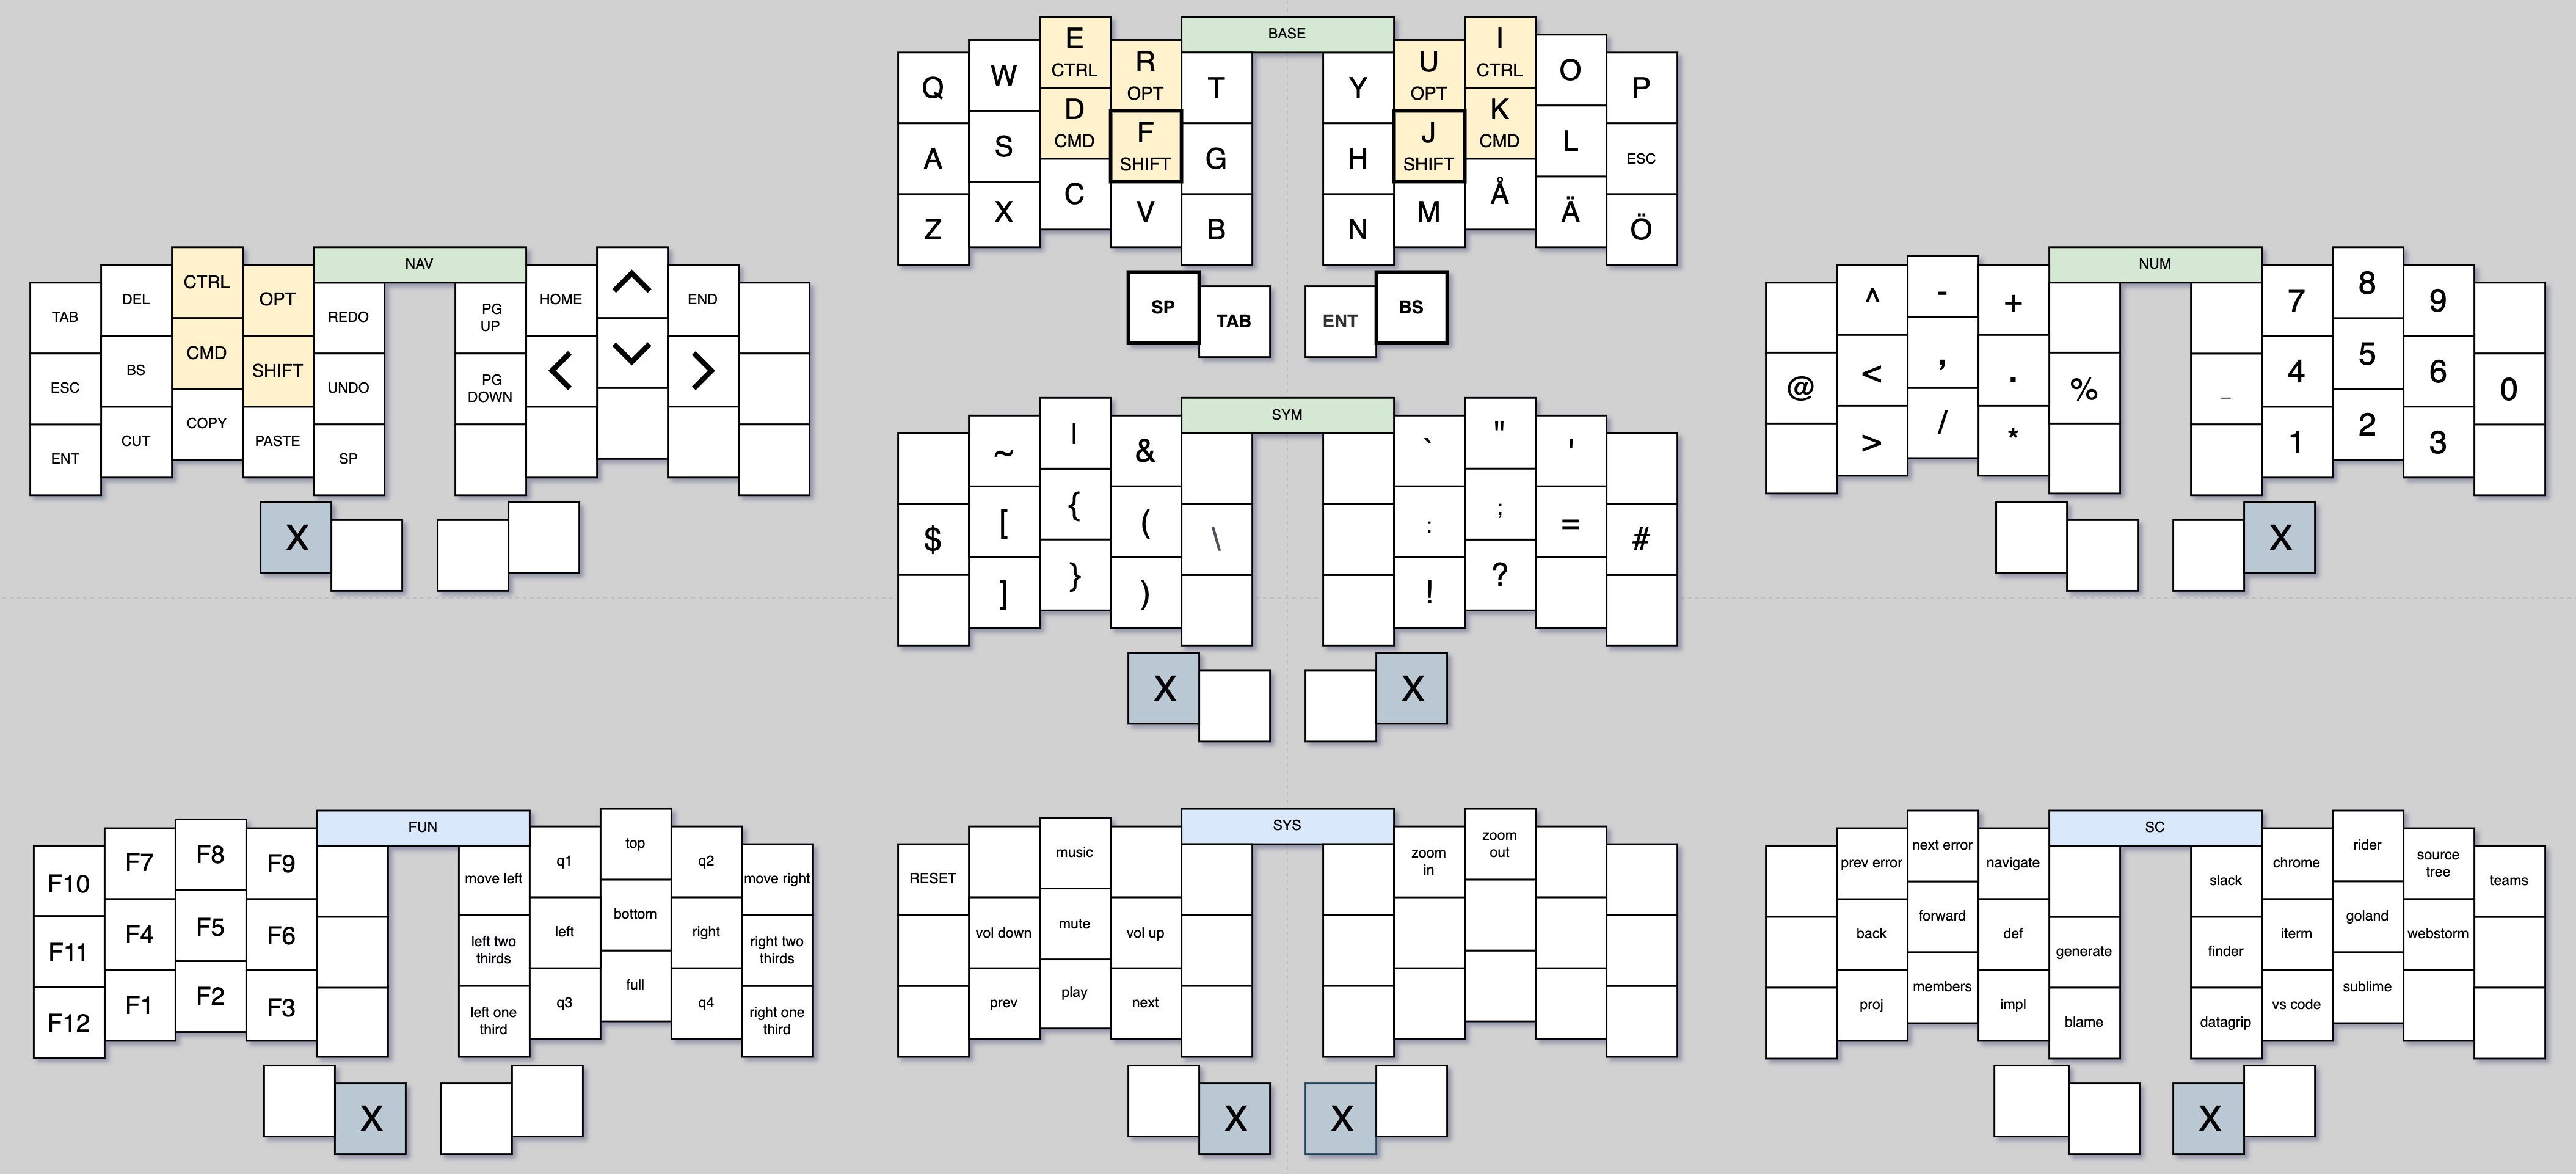 BASE
Q W E R T Y U I O P
CTRL OPT OPT CTRL
A S D F G H J K L ESC
CMD SHIFT SHIFT CMD
Z X C V B N M Å Ä Ö
SP TAB ENT BS
NAV
TAB DEL CTRL OPT REDO PG UP HOME ^ END
ESC BS CMD SHIFT UNDO PG DOWN < v >
ENT CUT COPY PASTE SP
X
SYM
~ | & ` " '
$ [ { ( \ : ; = #
] } ) ! ?
X X
NUM
^ - + 7 8 9
@ < , . % _ 4 5 6 0
> / * 1 2 3
X
FUN
F10 F7 F8 F9 move left q1 top q2 move right
F11 F4 F5 F6 left two thirds left bottom right right two thirds
F12 F1 F2 F3 left one third q3 full q4 right one third
X
SYS
RESET music zoom in zoom out
vol down mute vol up
prev play next
X X
SC
prev error next error navigate slack chrome rider source tree teams
back forward def generate finder iterm goland webstorm
proj members impl blame datagrip vs code sublime
X